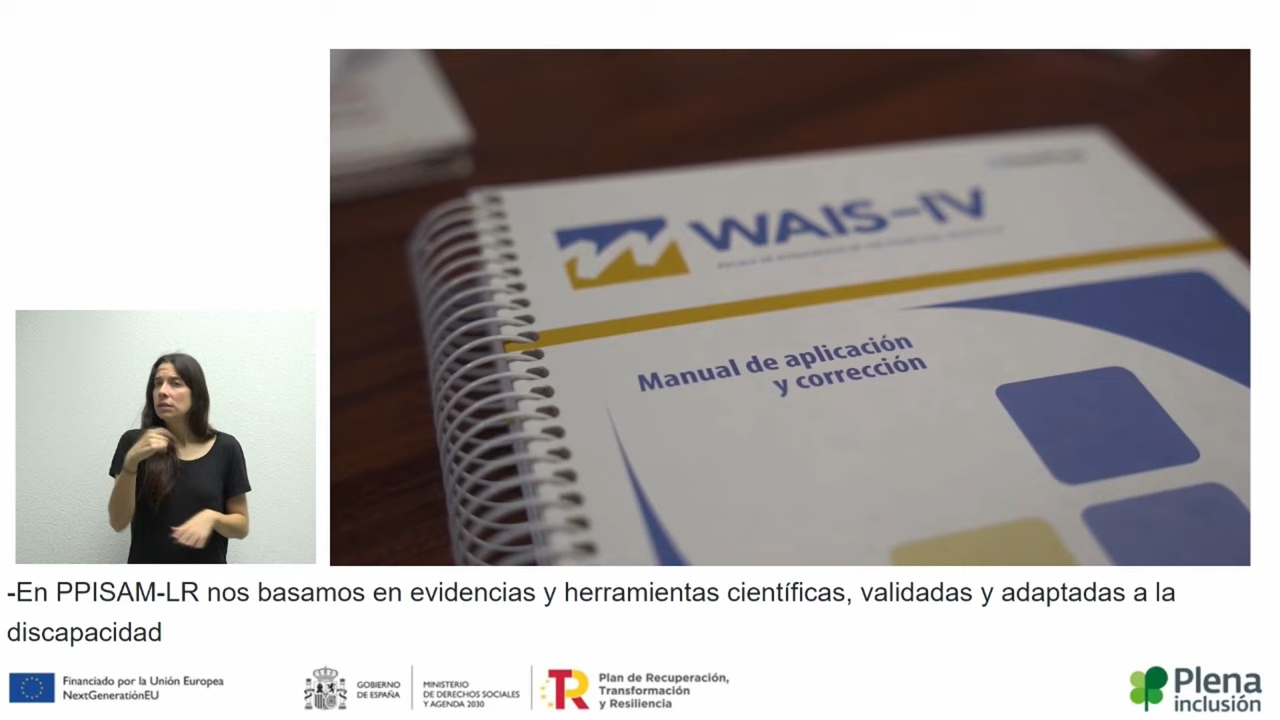 WAIS-IV
Manual de aplicación
y corrección
-En PPISAM-LR nos basamos en evidencias y herramientas científicas, validadas y adaptadas a la
discapacidad
Financiado por la Unión Europea
NextGenerationEU
GOBIERNO
DE ESPAÑA
MINISTERIO
DE DERECHOS SOCIALES
Y AGENDA 2030
TR
Plan de Recuperación,
Transformación
y Resiliencia
Plena
inclusión